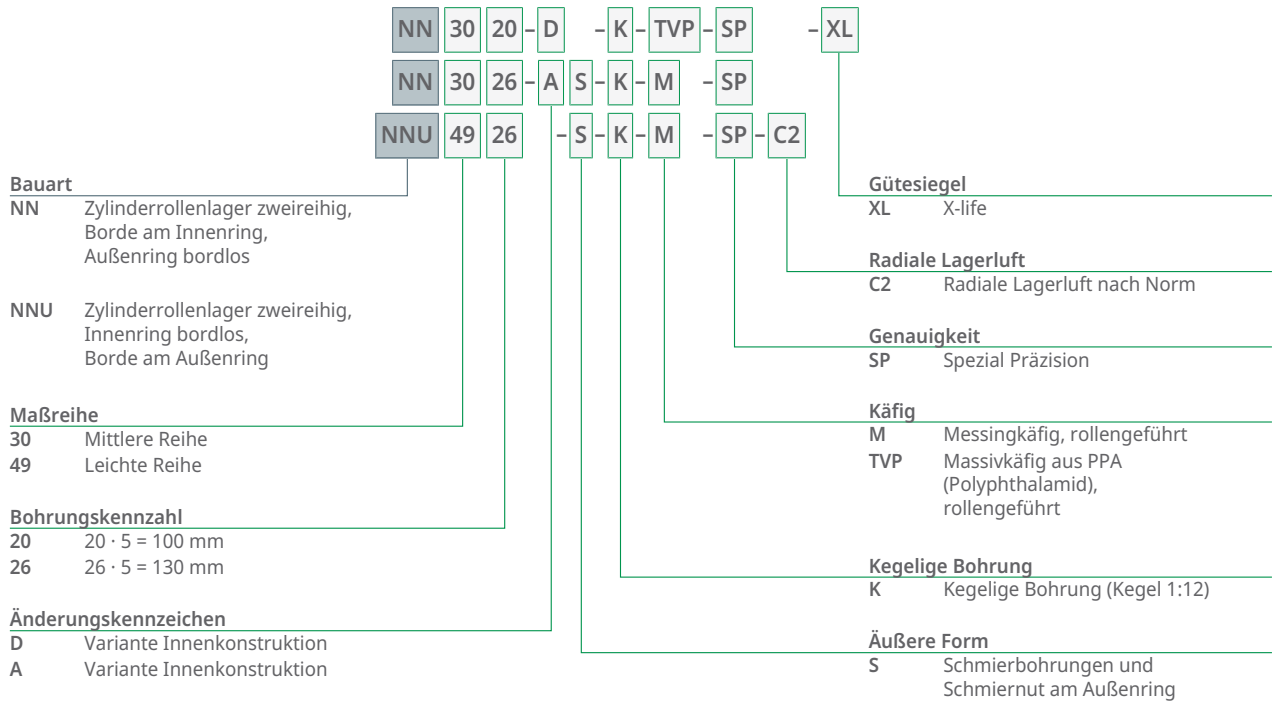 NN 30 20 – D – K – TVP – SP – XL
NN 30 26 – A S – K – M – SP
NNU 49 26 – S – K – M – SP – C2
Bauart
NN Zylinderrollenlager zweireihig,
Borde am Innenring,
Außenring bordlos
NNU Zylinderrollenlager zweireihig,
Innenring bordlos,
Borde am Außenring
Maßreihe
30 Mittlere Reihe
49 Leichte Reihe
Bohrungskennzahl
20 20 · 5 = 100 mm
26 26 · 5 = 130 mm
Änderungskennzeichen
D Variante Innenkonstruktion
A Variante Innenkonstruktion
Gütesiegel
XL X-life
Radiale Lagerluft
C2 Radiale Lagerluft nach Norm
Genauigkeit
SP Spezial Präzision
Käfig
M Messingkäfig, rollengeführt
TVP Massivkäfig aus PPA
(Polyphthalamid),
rollengeführt
Kegelige Bohrung
K Kegelige Bohrung (Kegel 1:12)
Äußere Form
S Schmierbohrungen und
Schmiernut am Außenring